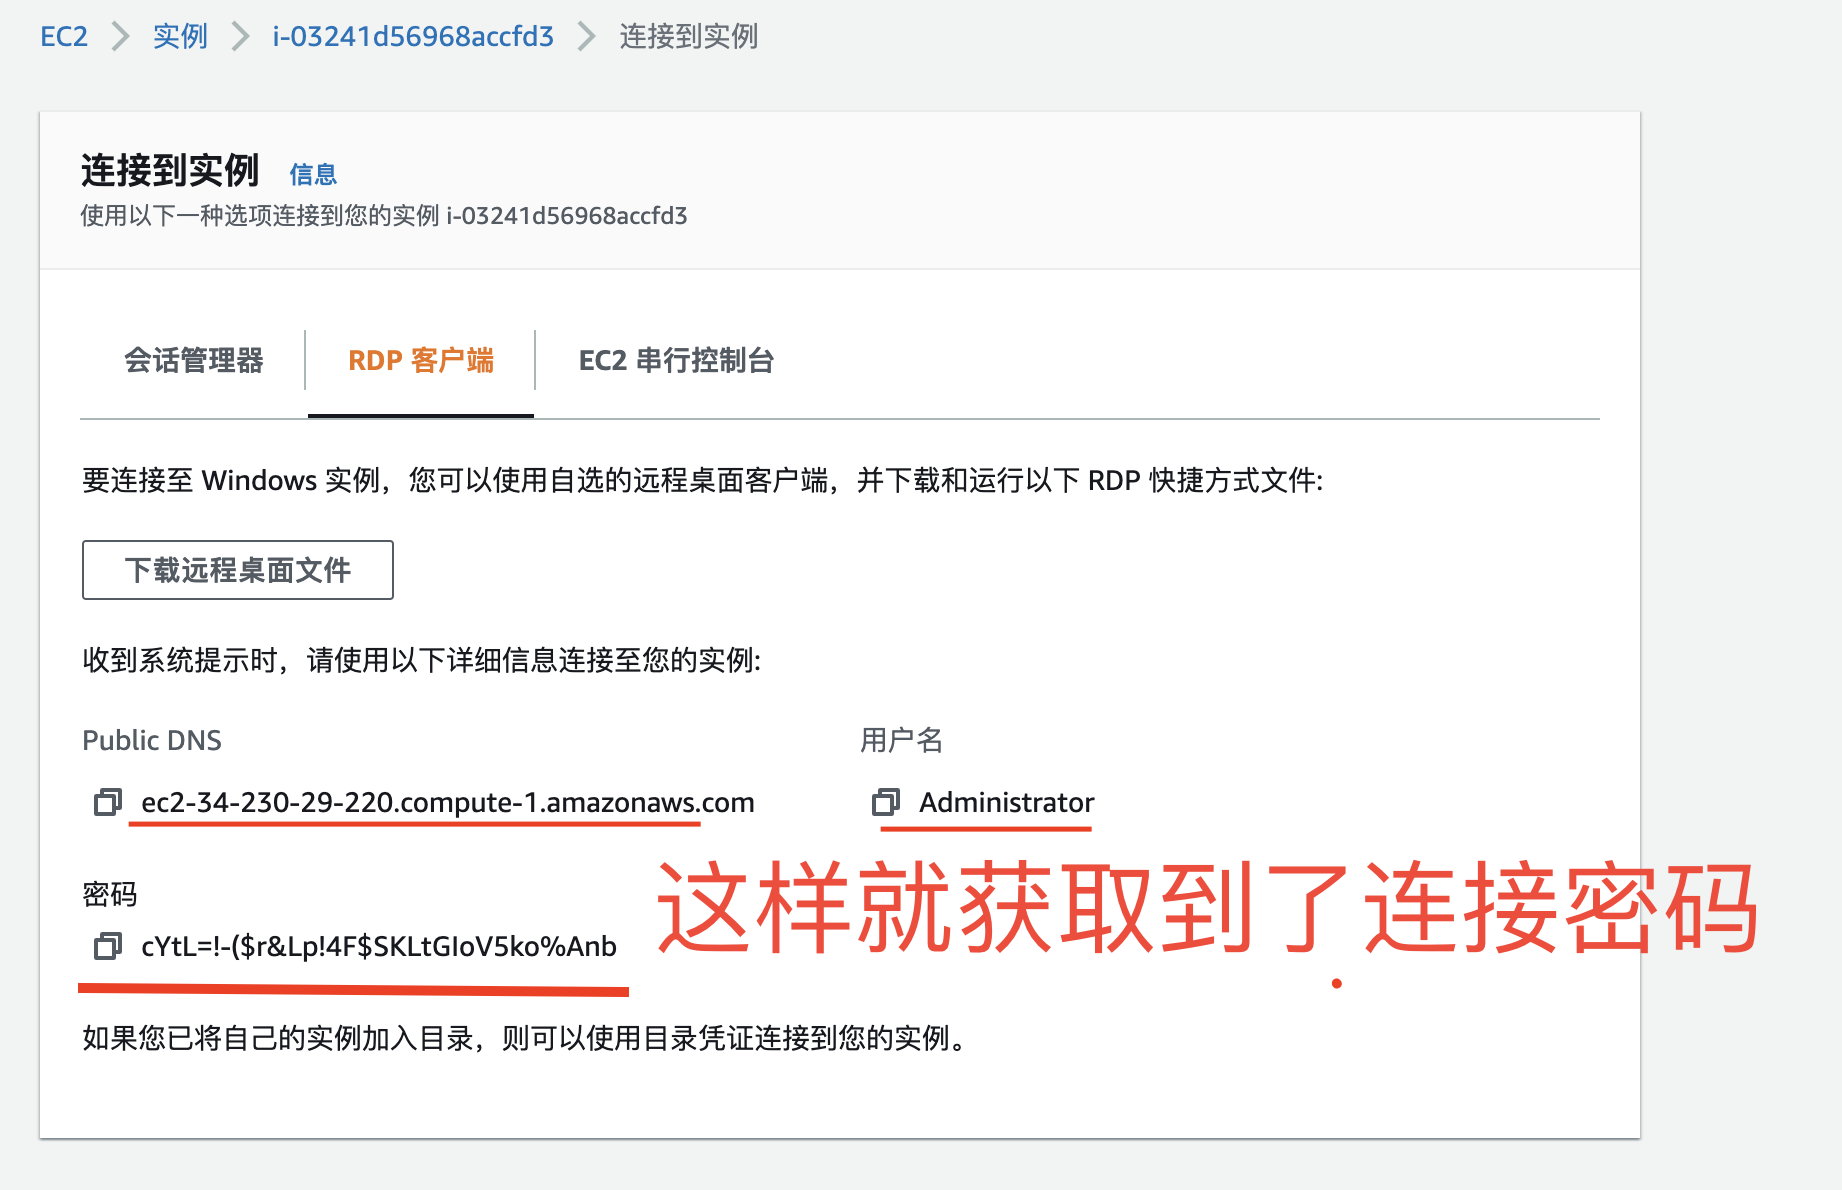 EC2 > 实例 > i-03241d56968accfd3 > 连接到实例
连接到实例 信息
使用以下一种选项连接到您的实例 i-03241d56968accfd3
会话管理器 RDP 客户端 EC2 串行控制台
要连接至 Windows 实例，您可以使用自选的远程桌面客户端，并下载和运行以下 RDP 快捷方式文件:
下载远程桌面文件
收到系统提示时，请使用以下详细信息连接至您的实例:
Public DNS 用户名
ec2-34-230-29-220.compute-1.amazonaws.com Administrator
密码
cYtL=!-($r&Lp!4F$SKLtGIoV5ko%Anb
这样就获取到了连接密码
如果您已将自己的实例加入目录，则可以使用目录凭证连接到您的实例。